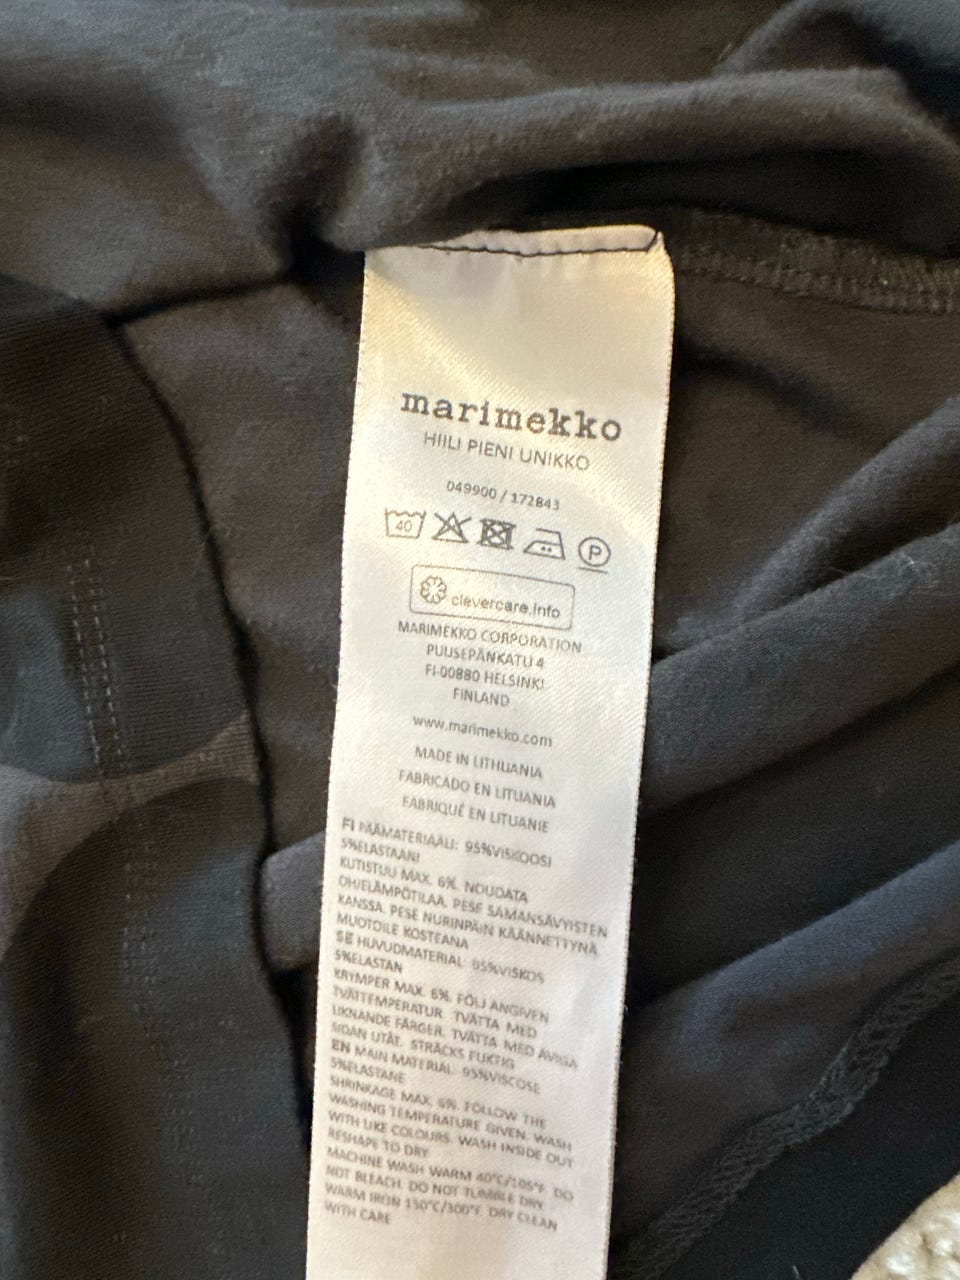 marimekko
HIILI PIENI UNIKKO
049900 / 172843
40
P
clevercare.info
MARIMEKKO CORPORATION
PUUSEPÄNKATU 4
FI-00880 HELSINKI
FINLAND
www.marimekko.com
MADE IN LITHUANIA
FABRICADO EN LITUANIA
FABRIQUÉ EN LITUANIE
FI PÄÄMATERIAALI: 95%VISKOOSI
5%ELASTAANI
KUTISTUU MAX. 6%. NOUDATA
OHJELÄMPÖTILAA. PESE SAMANSÄVYISTEN
KANSSA. PESE NURINPÄIN KÄÄNNETTYNÄ.
MUOTOILE KOSTEANA
SE HUVUDMATERIAL: 95%VISKOS
5%ELASTAN
KRYMPER MAX. 6%. FÖLJ ANGIVEN
TVÄTTEMPERATUR. TVÄTTA MED
LIKNANDE FÄRGER. TVÄTTA MED AVIGA
SIDAN UTÅT. STRÄCKS FUKTIG
EN MAIN MATERIAL: 95%VISCOSE
5%ELASTANE
SHRINKAGE MAX. 6%. FOLLOW THE
WASHING TEMPERATURE GIVEN. WASH
WITH LIKE COLOURS. WASH INSIDE OUT
RESHAPE TO DRY
MACHINE WASH WARM 40°C/105°F. DO
NOT BLEACH. DO NOT TUMBLE DRY
WARM IRON 150°C/300°F. DRY CLEAN
WITH CARE